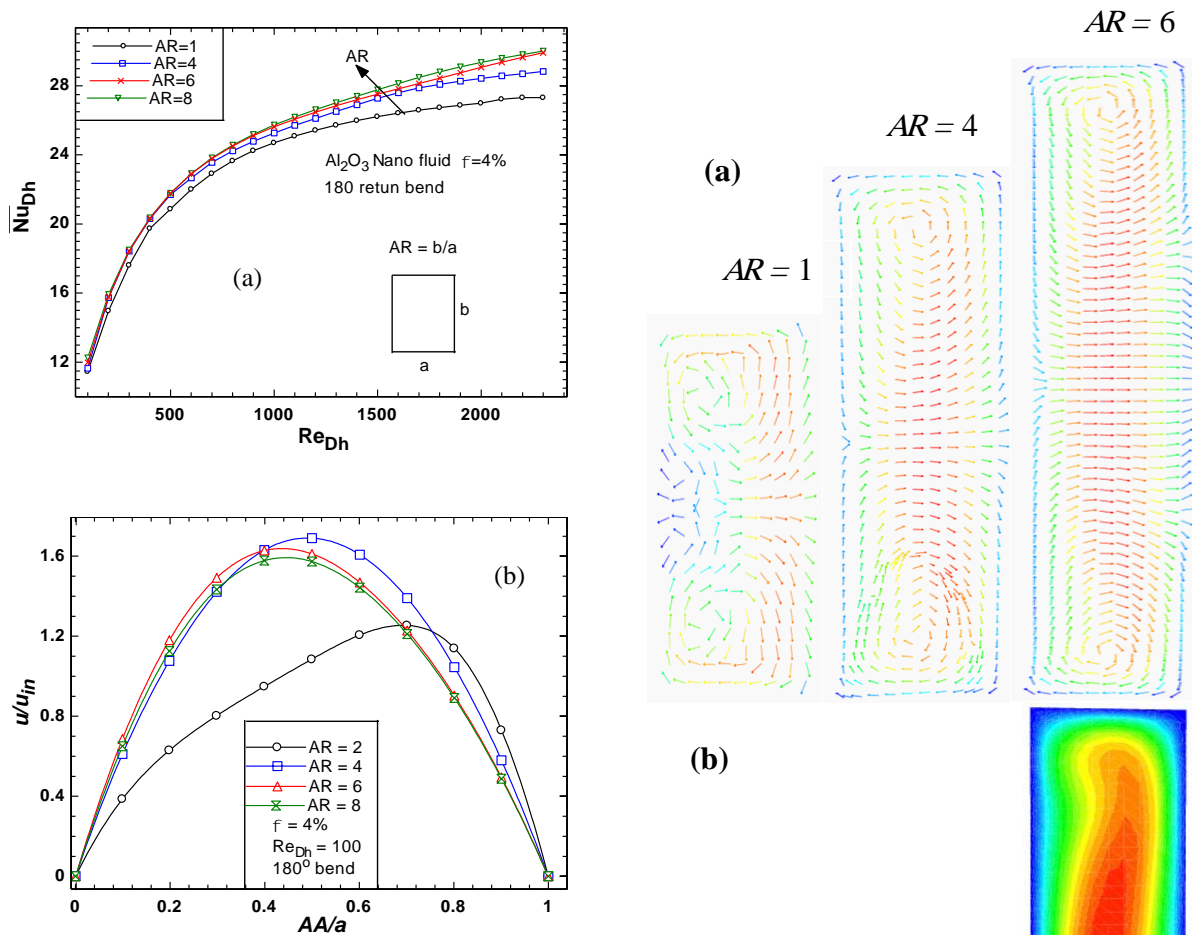 AR=1
AR=4
AR=6
AR=8
AR
Al₂O₃ Nano fluid f=4%
180 retun bend
AR = b/a
(a)
b
a
28
24
20
16
12
Nu_Dh
500
1000
1500
2000
Re_Dh
1.6
1.2
0.8
0.4
0
u/u_in
(b)
AR = 2
AR = 4
AR = 6
AR = 8
f = 4%
Re_Dh = 100
180° bend
0
0.2
0.4
0.6
0.8
1
AA/a
AR = 6
AR = 4
(a)
AR = 1
(b)